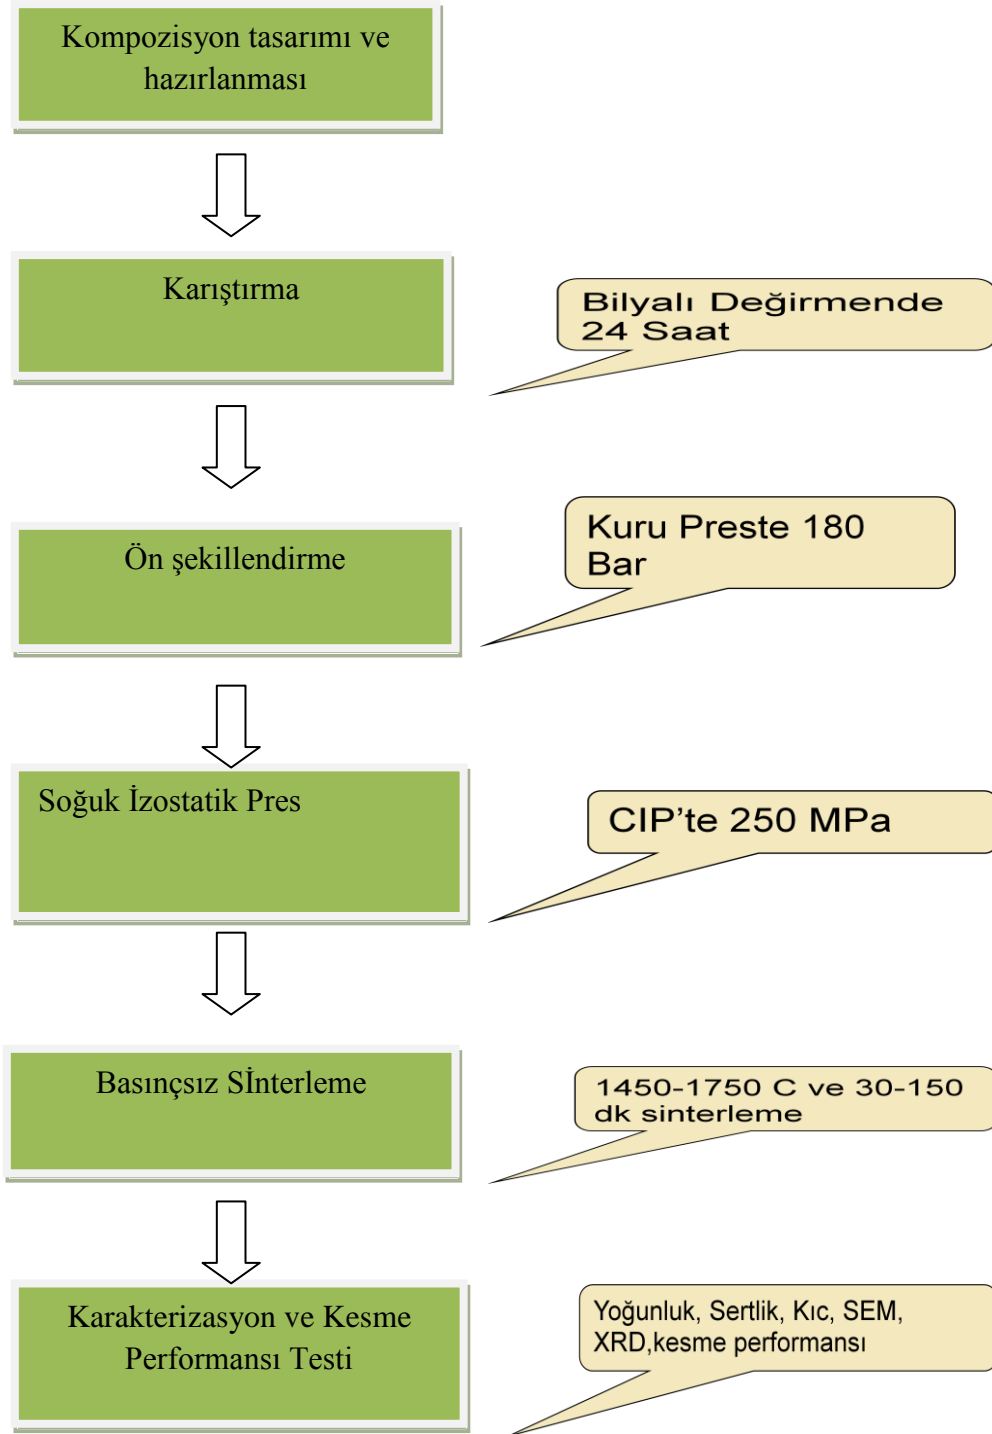 Kompozisyon tasarımı ve
hazırlanması
Karıştırma
Bilyalı Değirmende
24 Saat
Ön şekillendirme
Kuru Preste 180
Bar
Soğuk İzostatik Pres
CIP’te 250 MPa
Basınçsız Sİnterleme
1450-1750 C ve 30-150
dk sinterleme
Karakterizasyon ve Kesme
Performansı Testi
Yoğunluk, Sertlik, Kıc, SEM,
XRD,kesme performansı